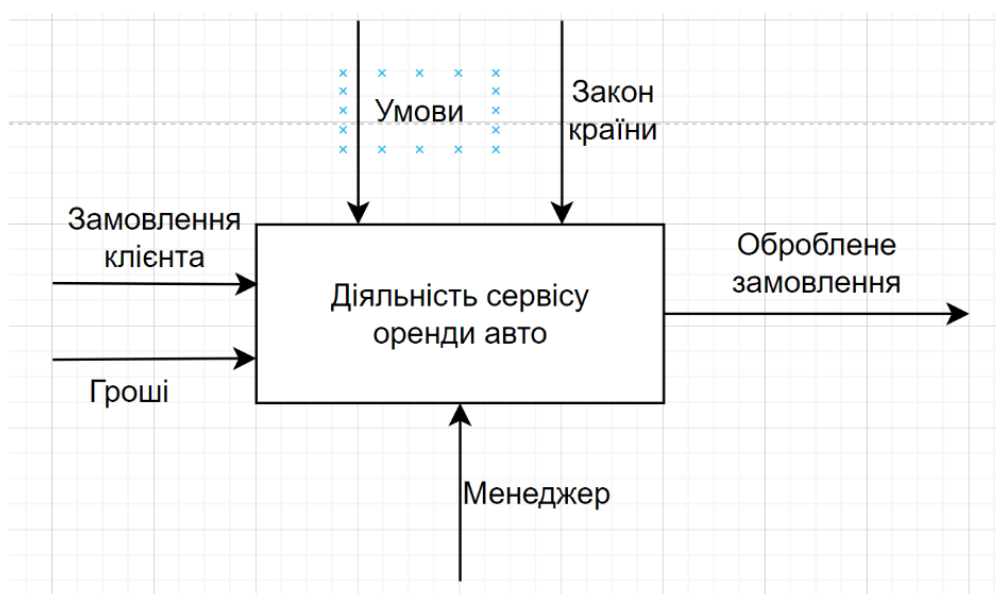 Умови
Закон
країни
Замовлення
клієнта
Діяльність сервісу
оренди авто
Оброблене
замовлення
Гроші
Менеджер